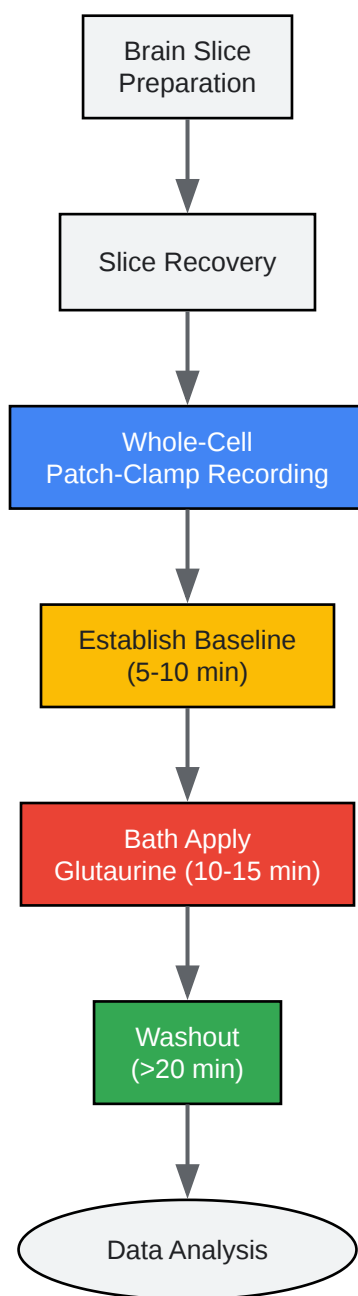 Brain Slice
Preparation
Slice Recovery
Whole-Cell
Patch-Clamp Recording
Establish Baseline
(5-10 min)
Bath Apply
Glutaurine (10-15 min)
Washout
(>20 min)
Data Analysis